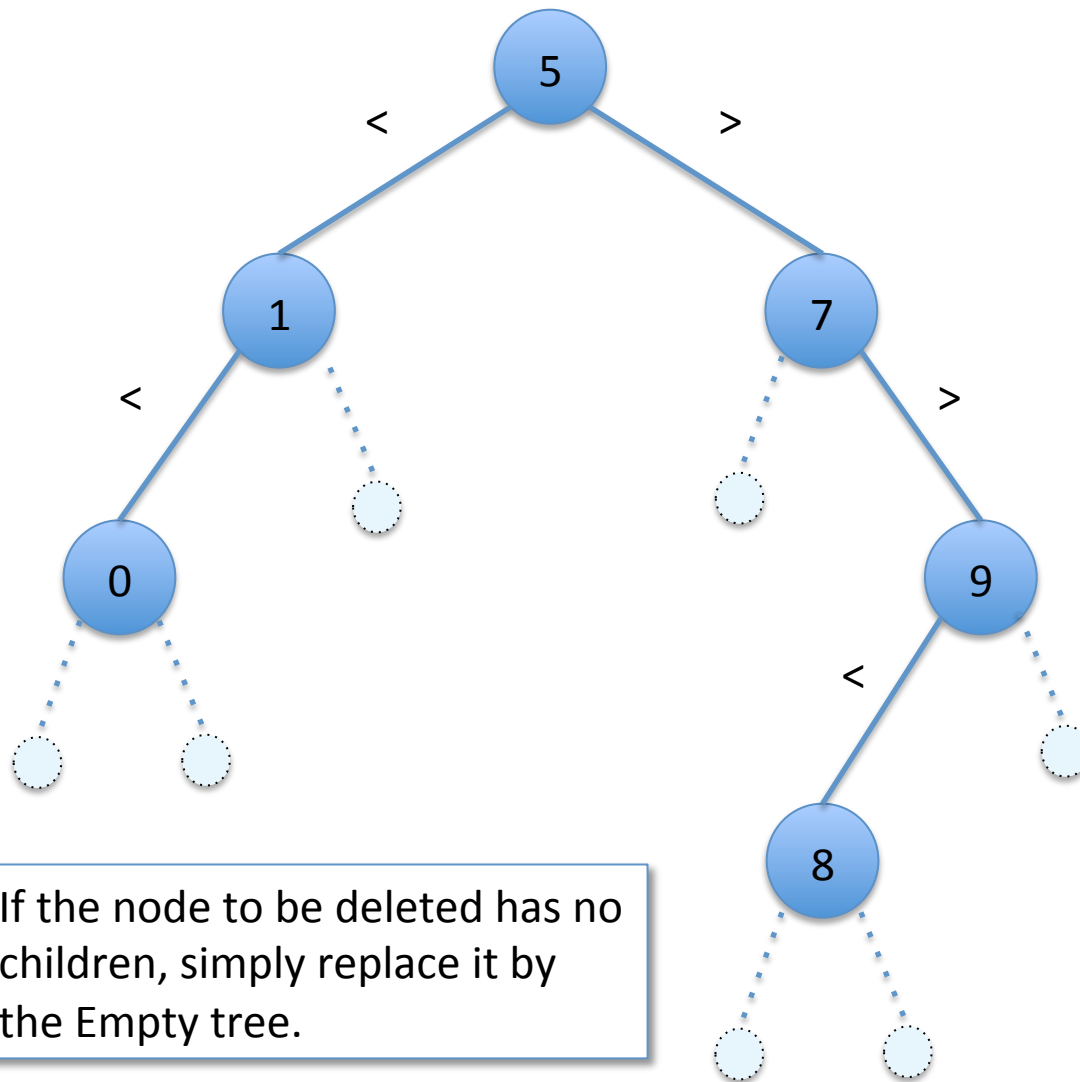 5
< >
1 7
< >
0 9
<
8
If the node to be deleted has no
children, simply replace it by
the Empty tree.